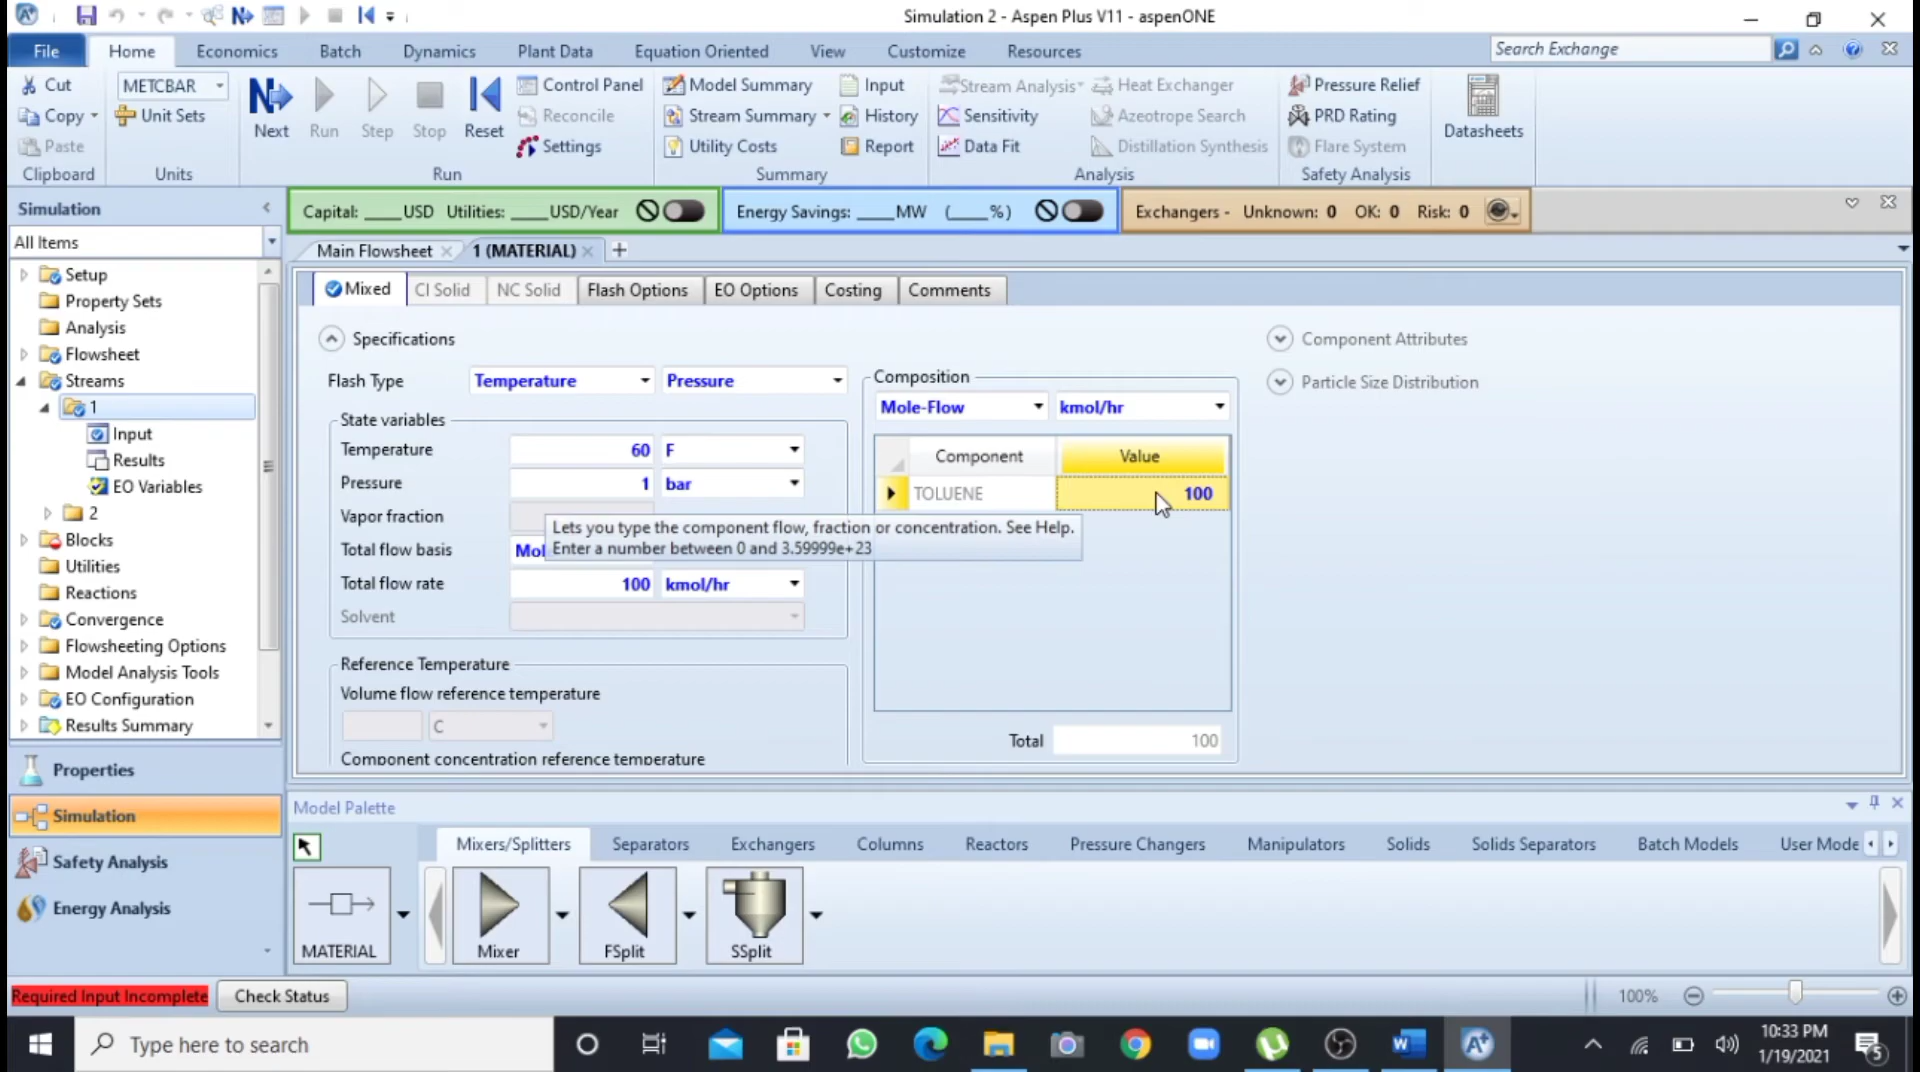 Simulation 2 - Aspen Plus V11 - aspenONE
File Home Economics Batch Dynamics Plant Data Equation Oriented View Customize Resources Search Exchange
Cut METCBAR Control Panel Model Summary Input Stream Analysis Heat Exchanger Pressure Relief
Copy Unit Sets Reconcile Stream Summary History Sensitivity Azeotrope Search PRD Rating
Next Run Step Stop Reset Datasheets
Paste Settings Utility Costs Report Data Fit Distillation Synthesis Flare System
Clipboard Units Run Summary Analysis Safety Analysis
Simulation
Capital: ____USD Utilities: ____USD/Year Energy Savings: ____MW (____%) Exchangers - Unknown: 0 OK: 0 Risk: 0
All Items
Main Flowsheet 1 (MATERIAL)
Setup
Property Sets
Analysis
Flowsheet
Streams
1
Input
Results
EO Variables
2
Blocks
Utilities
Reactions
Convergence
Flowsheeting Options
Model Analysis Tools
EO Configuration
Results Summary
Properties
Simulation
Safety Analysis
Energy Analysis
Mixed CI Solid NC Solid Flash Options EO Options Costing Comments
Specifications
Flash Type Temperature Pressure
State variables
Temperature 60 F
Pressure 1 bar
Vapor fraction
Total flow basis Mol
Total flow rate 100 kmol/hr
Solvent
Reference Temperature
Volume flow reference temperature
C
Component concentration reference temperature
Composition
Mole-Flow kmol/hr
Component Value
TOLUENE 100
Lets you type the component flow, fraction or concentration. See Help.
Enter a number between 0 and 3.59999e+23
Total 100
Component Attributes
Particle Size Distribution
Model Palette
Mixers/Splitters Separators Exchangers Columns Reactors Pressure Changers Manipulators Solids Solids Separators Batch Models User Mode
MATERIAL Mixer FSplit SSplit
Required Input Incomplete Check Status 100%
Type here to search
10:33 PM
1/19/2021
5